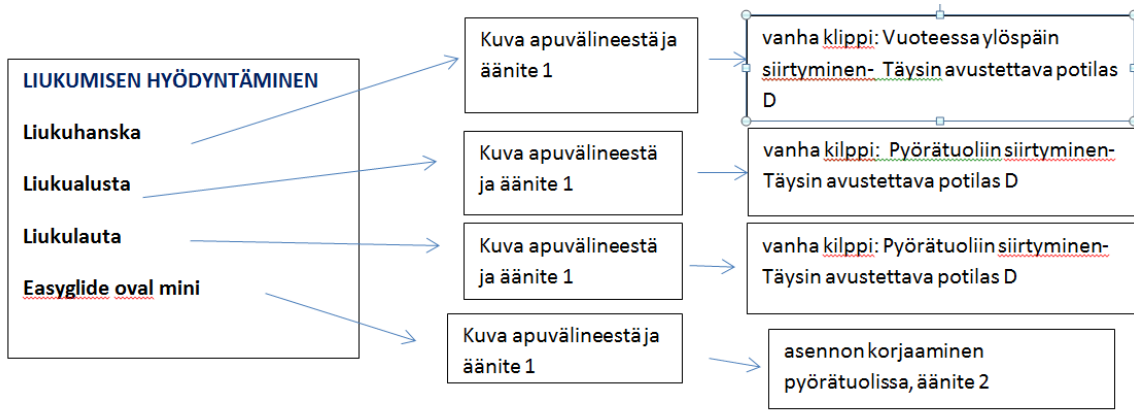 LIUKUMISEN HYÖDYNTÄMINEN
Liukuhanska
Liukualusta
Liukulauta
Easyglide oval mini
Kuva apuvälineestä ja
äänite 1
vanha klippi: Vuoteessa ylöspäin
siirtyminen- Täysin avustettava potilas
D
Kuva apuvälineestä
ja äänite 1
vanha kilppi: Pyörätuoliin siirtyminen-
Täysin avustettava potilas D
Kuva apuvälineestä
ja äänite 1
vanha kilppi: Pyörätuoliin siirtyminen-
Täysin avustettava potilas D
Kuva apuvälineestä ja
äänite 1
asennon korjaaminen
pyörätuolissa, äänite 2